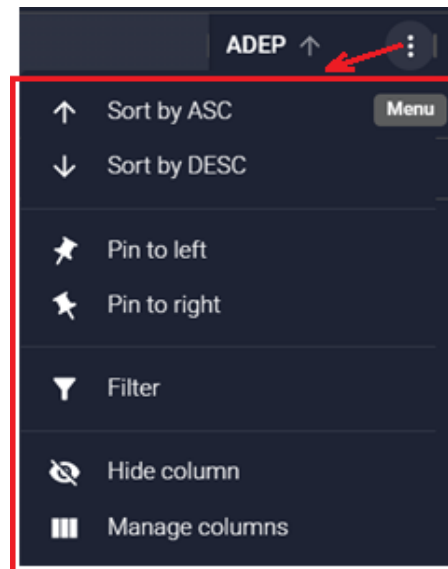 ADEP
Sort by ASC
Menu
Sort by DESC
Pin to left
Pin to right
Filter
Hide column
Manage columns